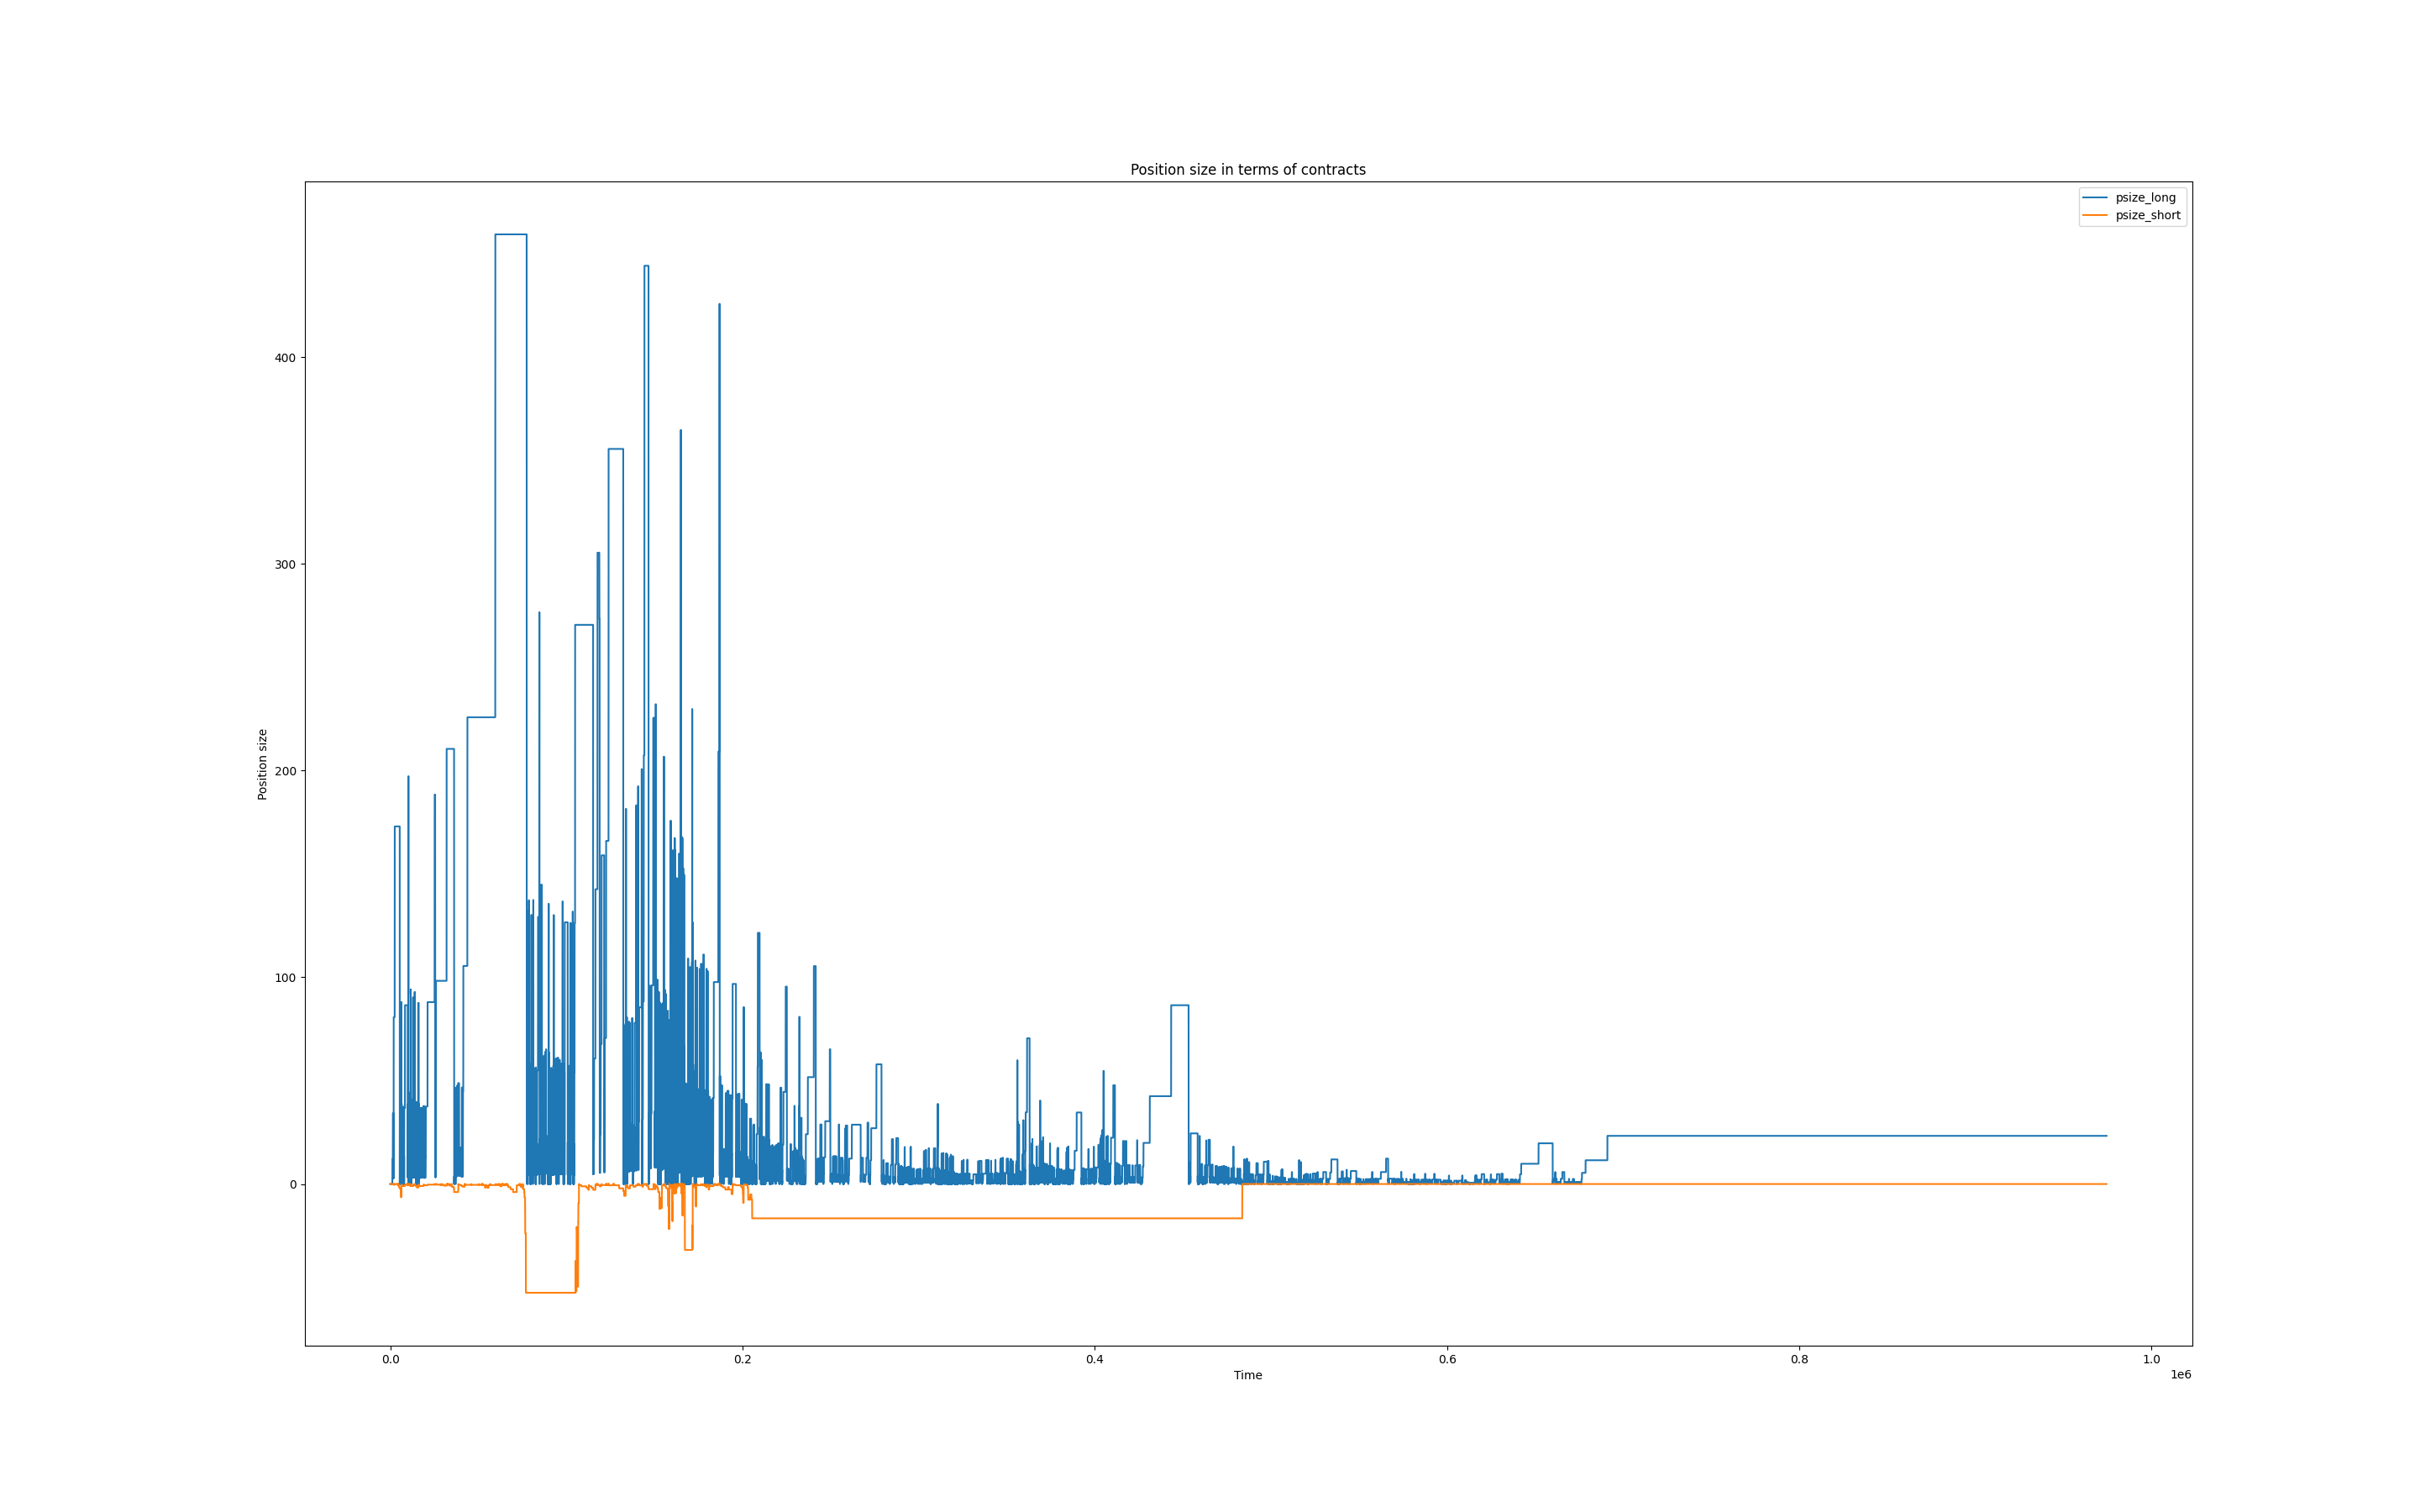 Position size in terms of contracts
psize_long
psize_short
Position size
400
300
200
100
0
0.0
0.2
0.4
0.6
0.8
1.0
Time
1e6